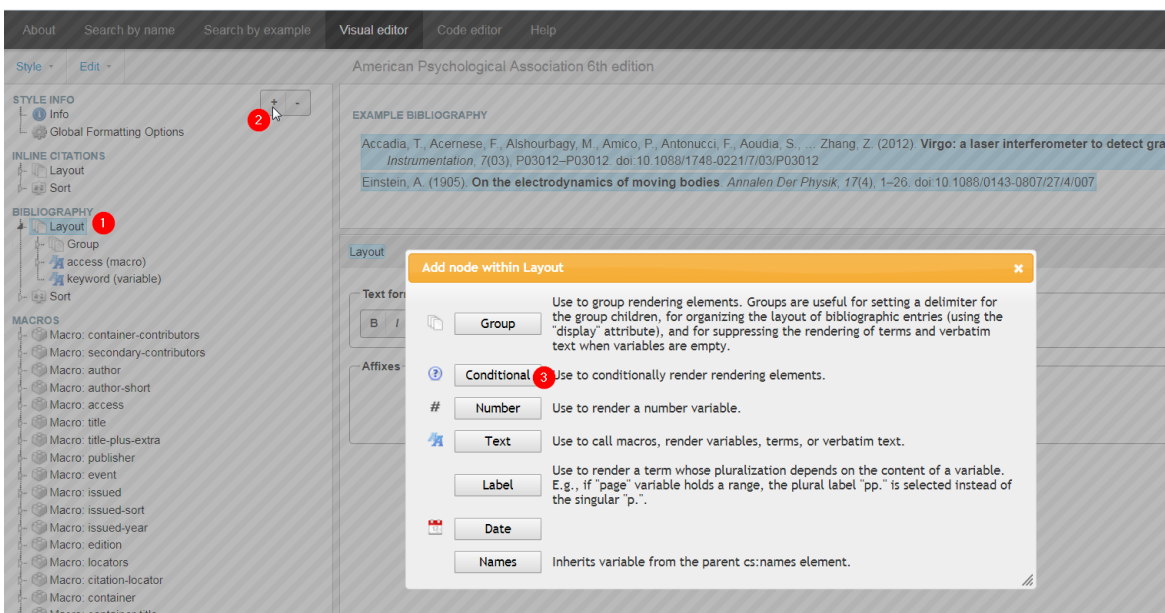 About Search by name Search by example Visual editor Code editor Help
Style Edit American Psychological Association 6th edition
STYLE INFO
+ -
2
Info
Global Formatting Options
INLINE CITATIONS
Layout
Sort
BIBLIOGRAPHY
Layout 1
Group
access (macro)
keyword (variable)
Sort
MACROS
Macro: container-contributors
Macro: secondary-contributors
Macro: author
Macro: author-short
Macro: access
Macro: title
Macro: title-plus-extra
Macro: publisher
Macro: event
Macro: issued
Macro: issued-sort
Macro: issued-year
Macro: edition
Macro: locators
Macro: citation-locator
Macro: container
EXAMPLE BIBLIOGRAPHY
Accadia, T., Acernese, F., Alshourbagy, M., Amico, P., Antonucci, F., Aoudia, S., … Zhang, Z. (2012). Virgo: a laser interferometer to detect gra
Instrumentation, 7(03), P03012–P03012. doi:10.1088/1748-0221/7/03/P03012
Einstein, A. (1905). On the electrodynamics of moving bodies. Annalen Der Physik, 17(4), 1–26. doi:10.1088/0143-0807/27/4/007
Layout
Text for
B I
Affixes
Add node within Layout ×
Group
Use to group rendering elements. Groups are useful for setting a delimiter for
the group children, for organizing the layout of bibliographic entries (using the
"display" attribute), and for suppressing the rendering of terms and verbatim
text when variables are empty.
? Conditional 3 Use to conditionally render rendering elements.
# Number Use to render a number variable.
Text Use to call macros, render variables, terms, or verbatim text.
Label
Use to render a term whose pluralization depends on the content of a variable.
E.g., if "page" variable holds a range, the plural label "pp." is selected instead of
the singular "p.".
Date
Names Inherits variable from the parent cs:names element.